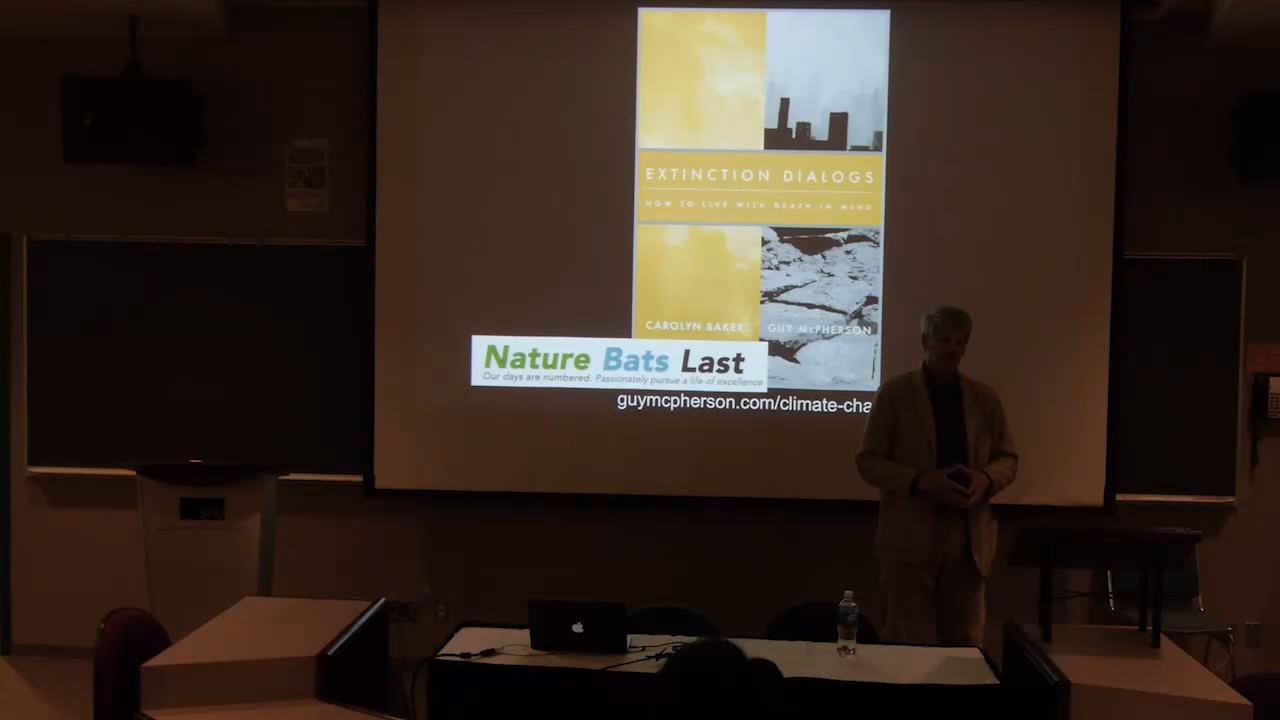 EXTINCTION DIALOGS
HOW TO LIVE WITH DEATH IN MIND
CAROLYN BAKER
GUY McPHERSON
Nature Bats Last
Our days are numbered. Passionately pursue a life of excellence
guymcpherson.com/climate-cha